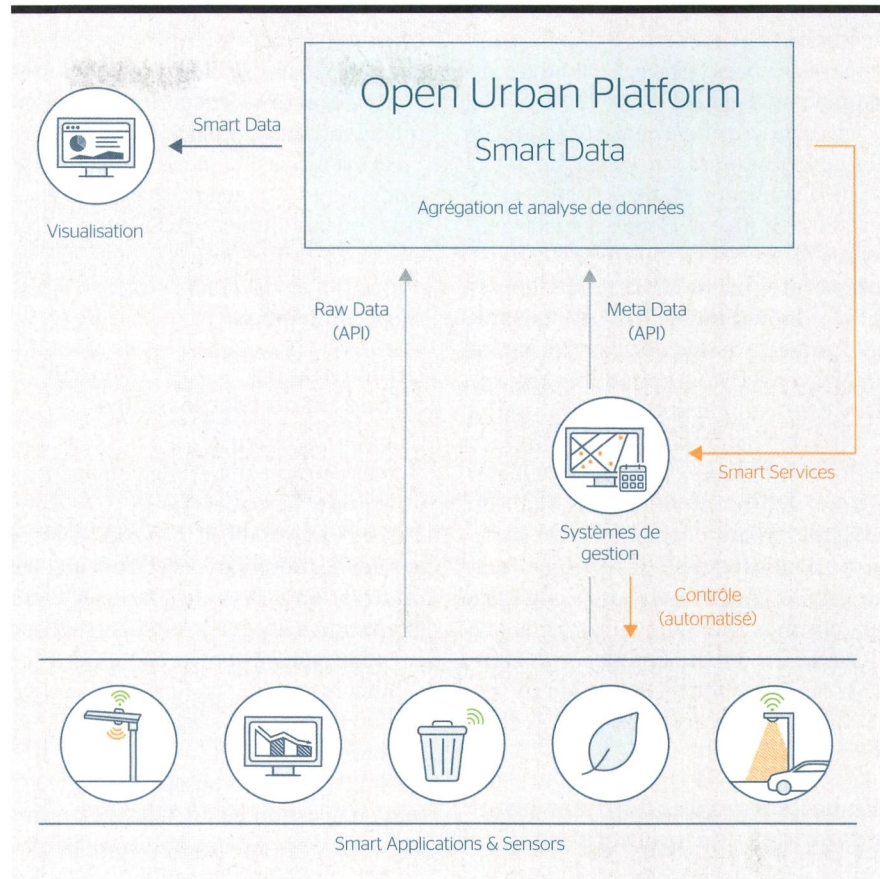 Open Urban Platform
Smart Data
Agrégation et analyse de données
Smart Data
Visualisation
Raw Data
(API)
Meta Data
(API)
Smart Services
Systèmes de
gestion
Contrôle
(automatisé)
Smart Applications & Sensors